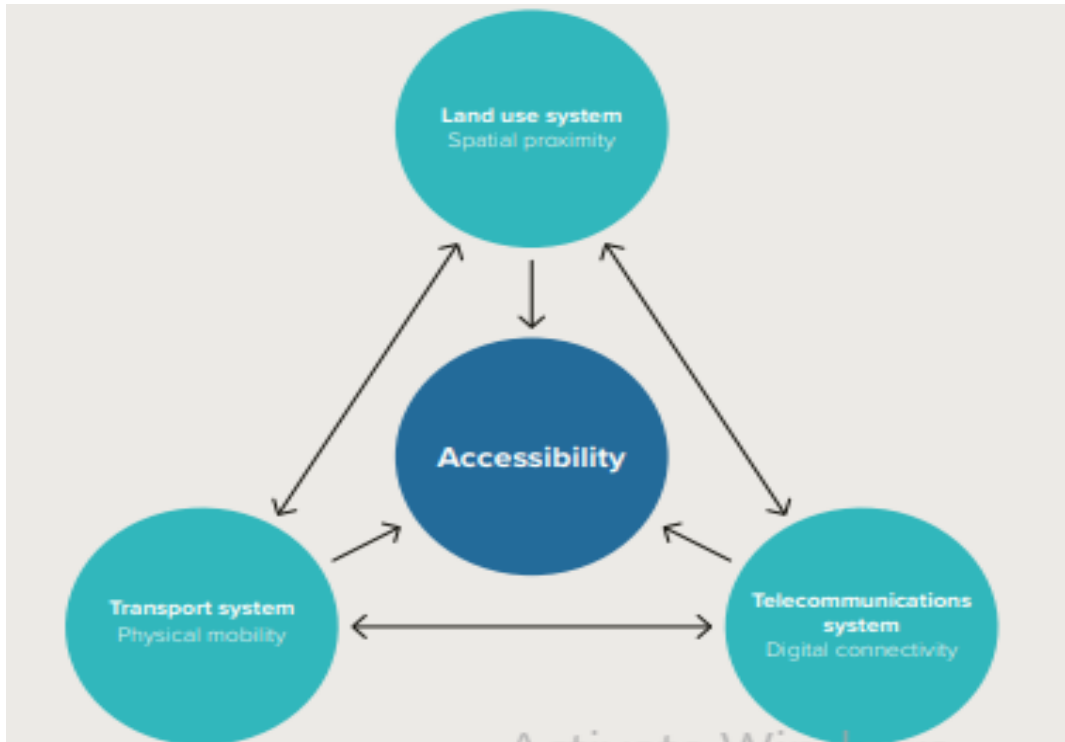 Land use system
Spatial proximity
Accessibility
Transport system
Physical mobility
Telecommunications
system
Digital connectivity